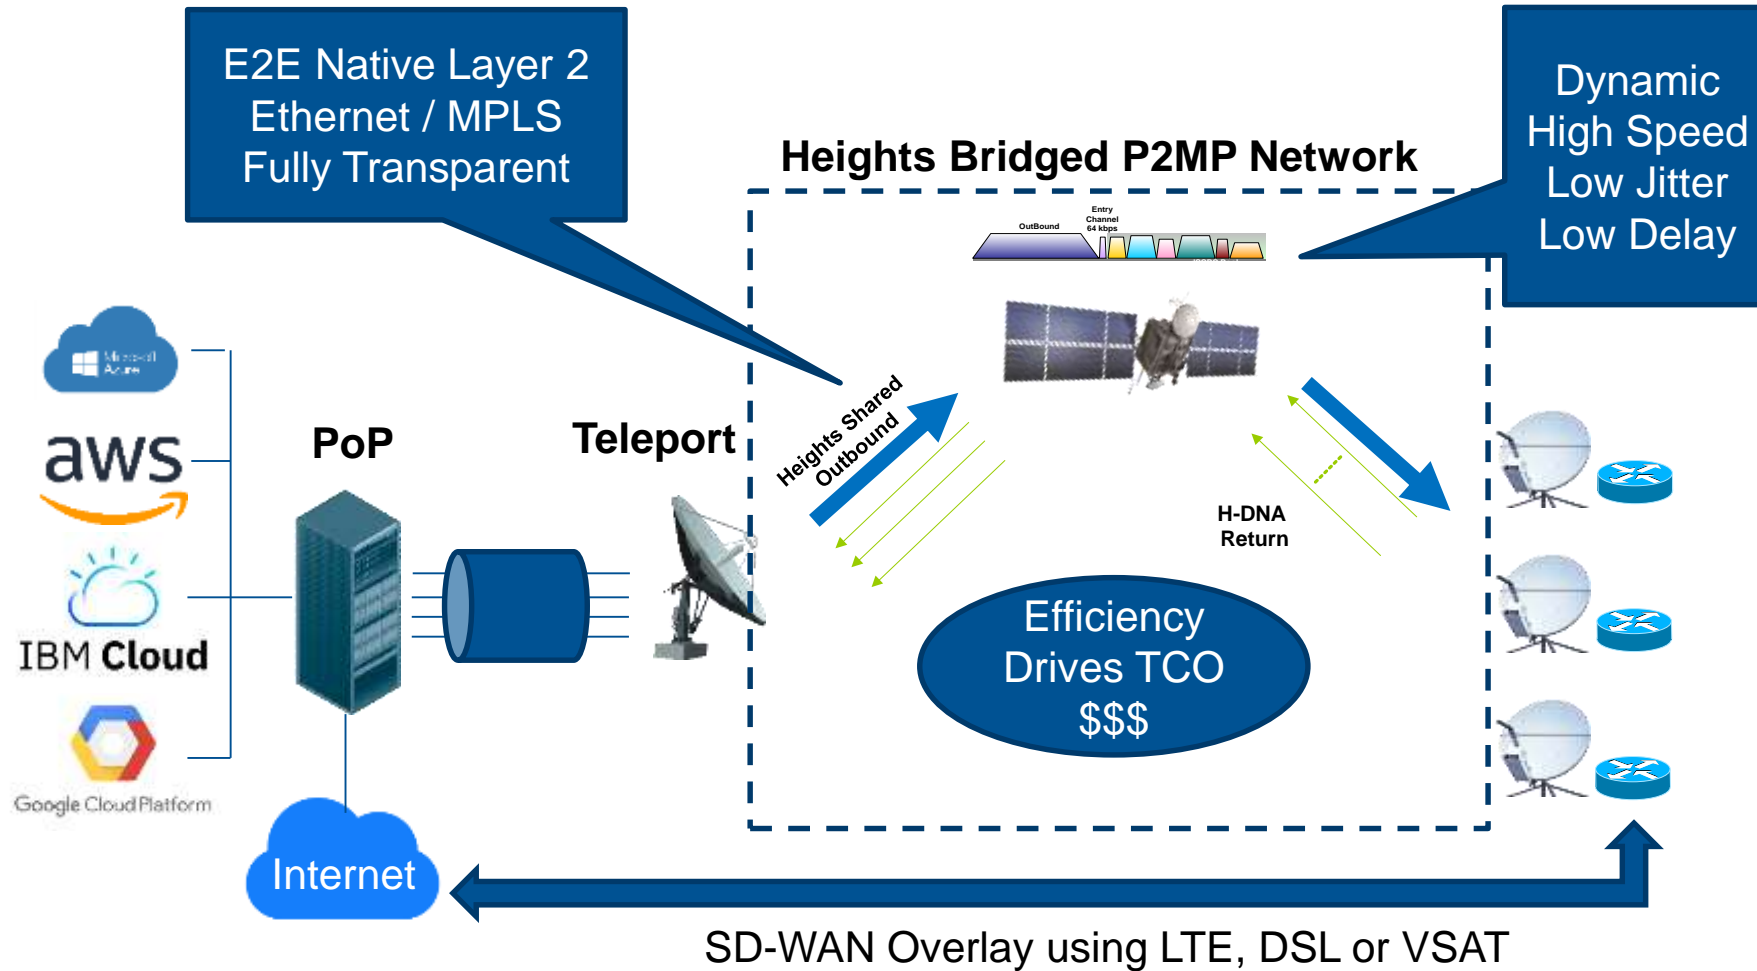 E2E Native Layer 2
Ethernet / MPLS
Fully Transparent
Dynamic
High Speed
Low Jitter
Low Delay
Heights Bridged P2MP Network
OutBound
Entry
Channel
64 kbps
Microsoft
Azure
aws
IBM Cloud
Google Cloud Platform
PoP
Teleport
Heights Shared
Outbound
H-DNA
Return
Efficiency
Drives TCO
$$$
Internet
SD-WAN Overlay using LTE, DSL or VSAT